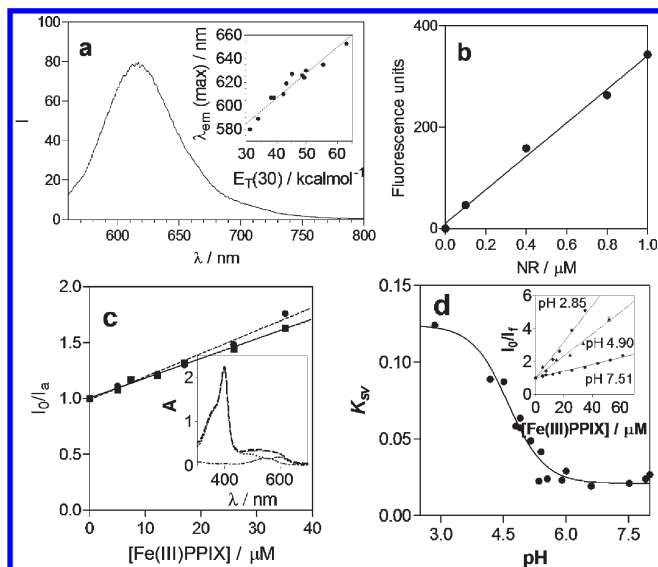 a
I
100
80
60
40
20
0
600
650
700
750
800
λ / nm
λem (max) / nm
660
640
620
600
580
560
30
40
50
60
ET(30) / kcalmol-1
b
Fluorescence units
400
200
0
0.0
0.2
0.4
0.6
0.8
1.0
NR / μM
c
I0/Ia
2.0
1.5
1.0
0.5
0.0
0
10
20
30
40
[Fe(III)PPIX] / μM
A
2
1
0
400
600
λ / nm
d
Ksv
0.15
0.10
0.05
0.00
2.5
4.5
6.0
7.5
pH
I0/If
6
4
2
0
0
20
40
60
[Fe(III)PPIX] / μM
pH 2.85
pH 4.90
pH 7.51